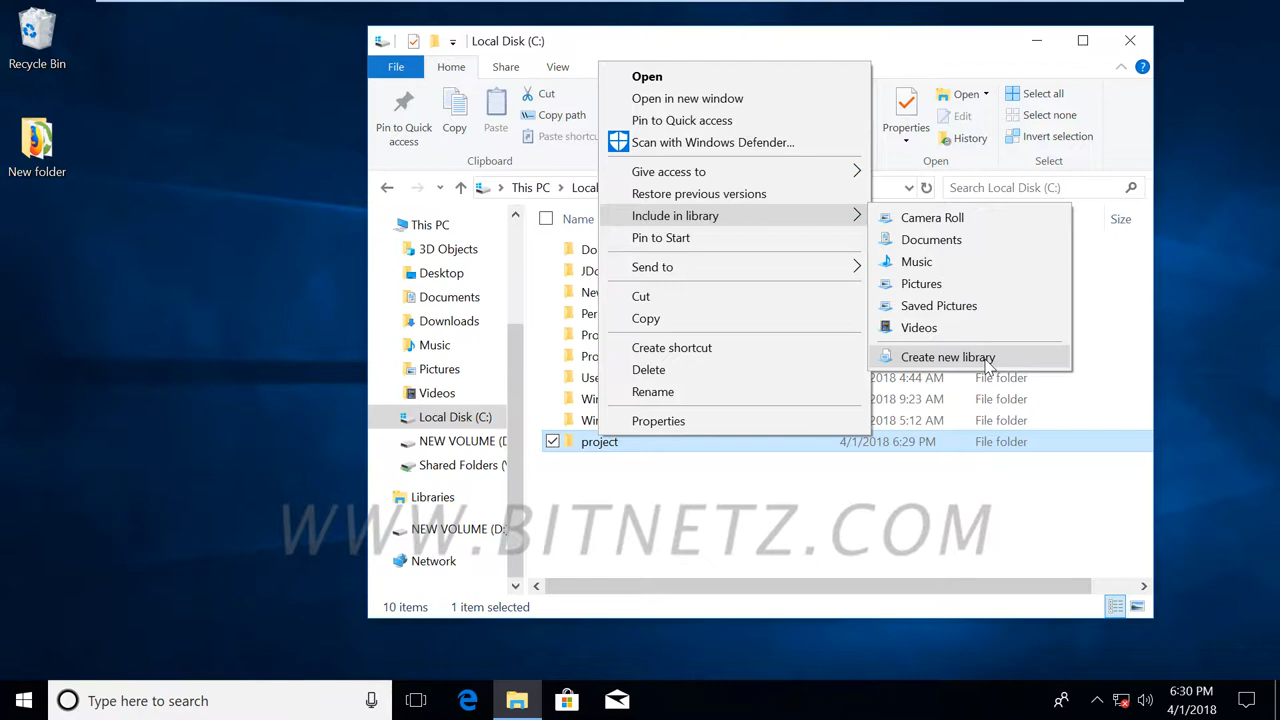 Recycle Bin
New folder
Local Disk (C:)
File
Home
Share
View
Pin to Quick access
Copy
Paste
Cut
Copy path
Paste shortcu
Clipboard
Properties
Open
Edit
History
Open
Select all
Select none
Invert selection
Select
This PC
Loca
Search Local Disk (C:)
Open
Open in new window
Pin to Quick access
Scan with Windows Defender...
Give access to
Restore previous versions
Include in library
Pin to Start
Send to
Cut
Copy
Create shortcut
Delete
Rename
Properties
Camera Roll
Documents
Music
Pictures
Saved Pictures
Videos
Create new library
This PC
3D Objects
Desktop
Documents
Downloads
Music
Pictures
Videos
Local Disk (C:)
NEW VOLUME (D
Shared Folders (\
Libraries
NEW VOLUME (D:
Network
Name
Size
Do
JDo
Nev
Per
Pro
Pro
Use
2018 4:44 AM File folder
Wi
2018 9:23 AM File folder
Wi
2018 5:12 AM File folder
project 4/1/2018 6:29 PM File folder
WWW.BITNETZ.COM
10 items 1 item selected
Type here to search
6:30 PM
4/1/2018